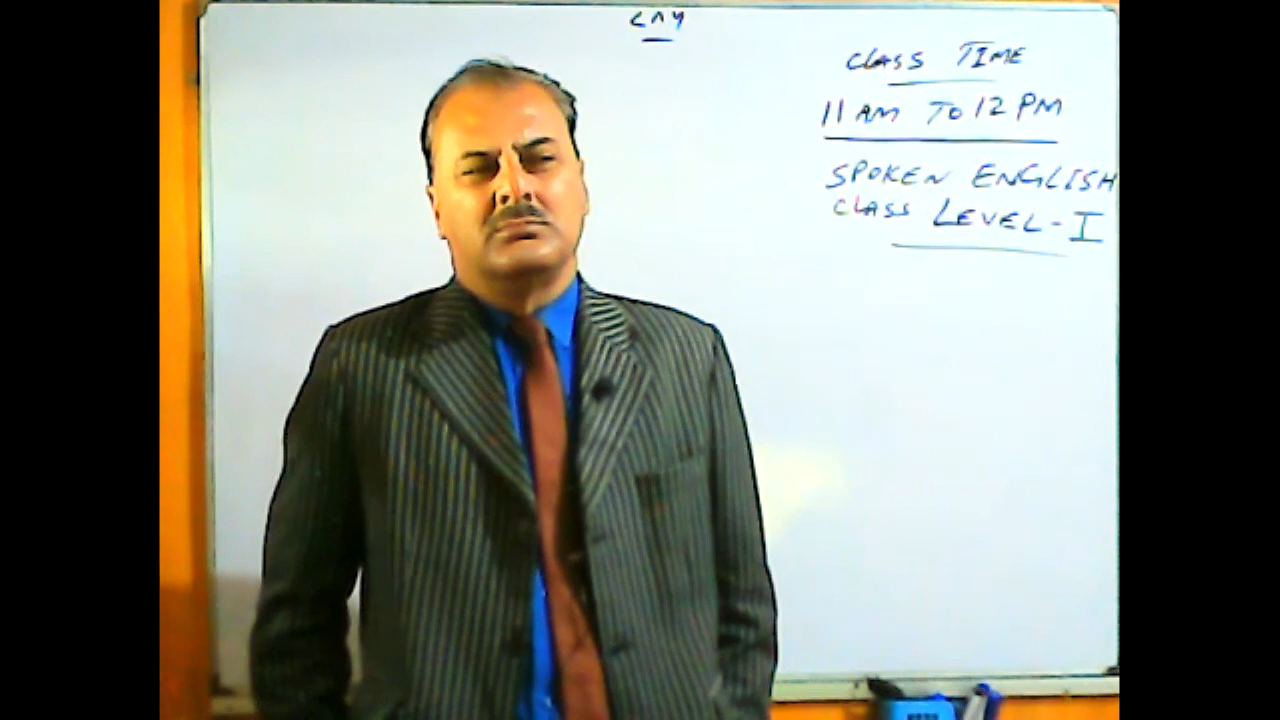 CLASS TIME
11 AM TO 12 PM
SPOKEN ENGLISH
CLASS LEVEL-I